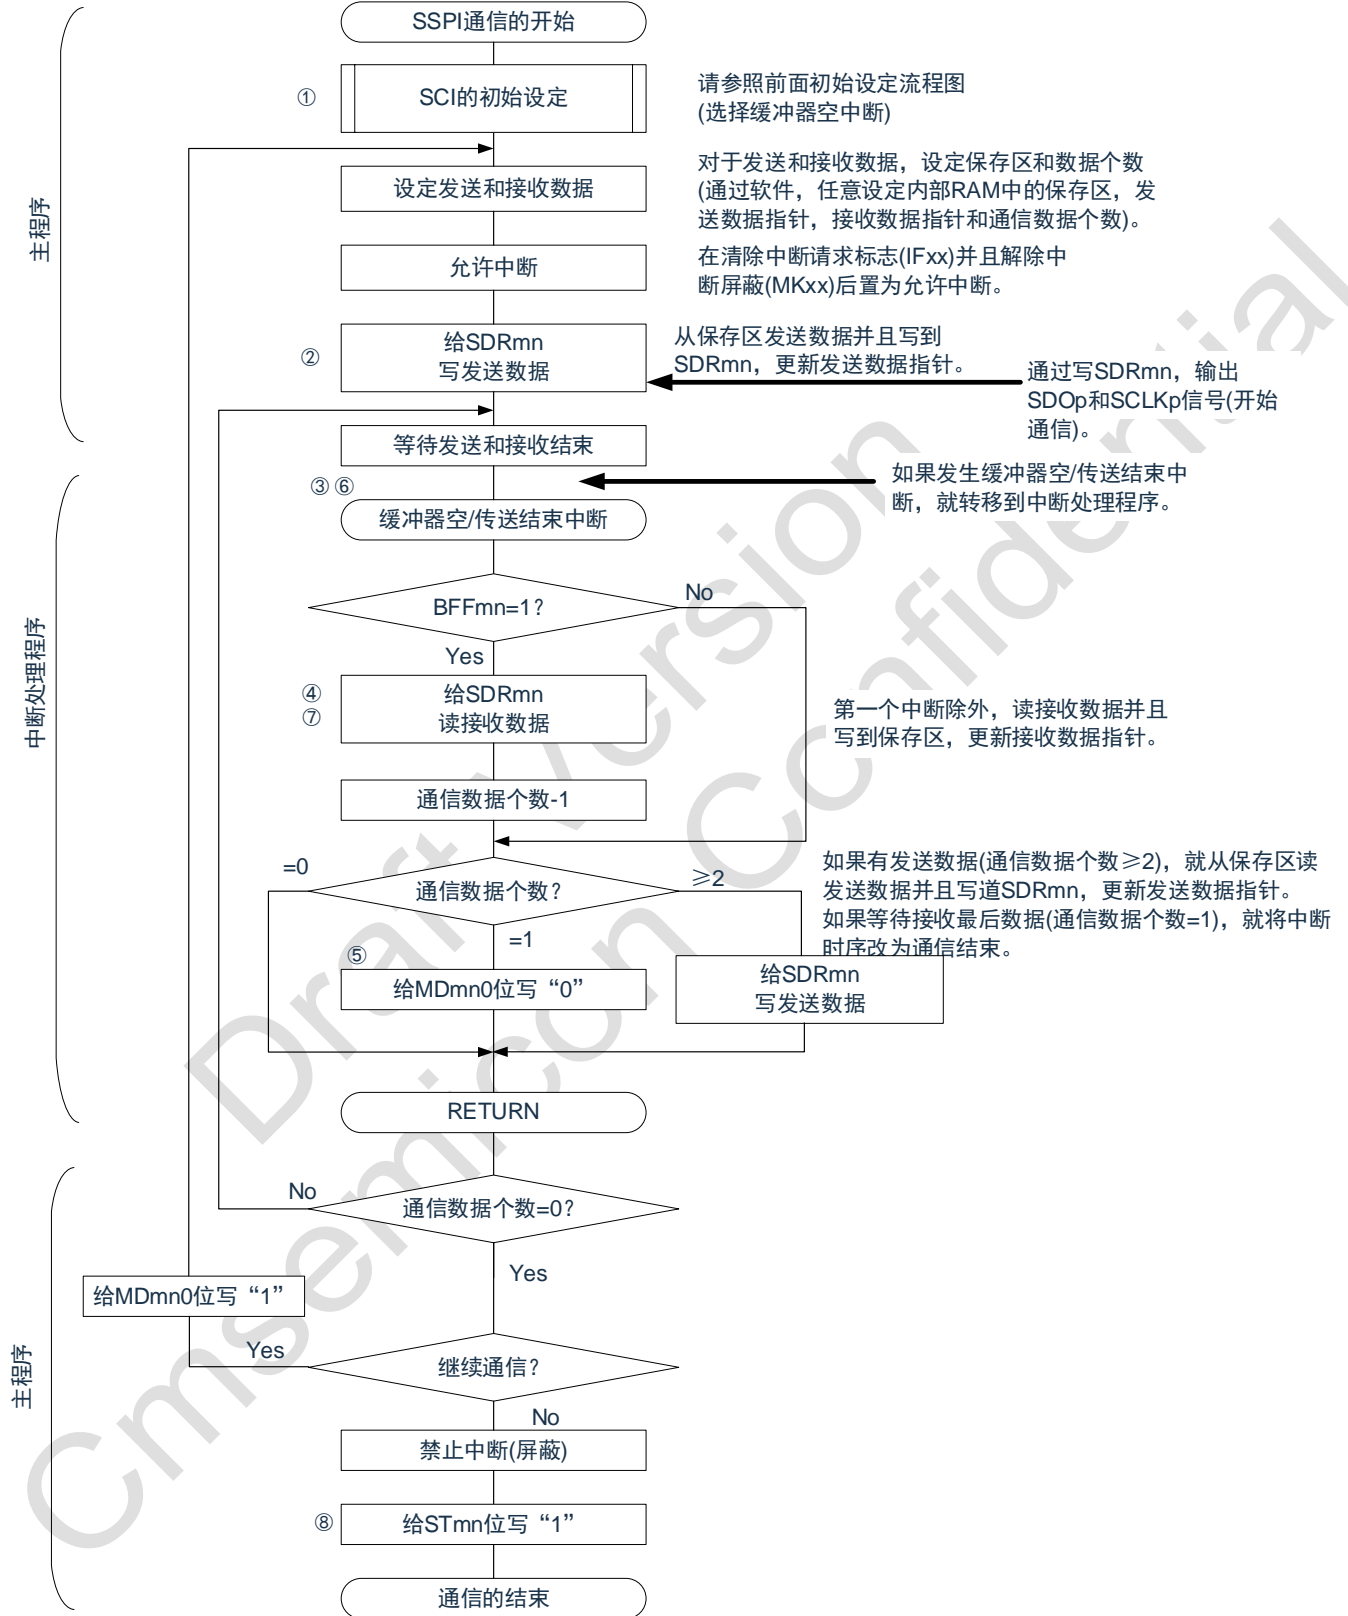 SSPI通信的开始
主程序
①
SCI的初始设定
请参照前面初始设定流程图
(选择缓冲器空中断)
设定发送和接收数据
对于发送和接收数据，设定保存区和数据个数
(通过软件，任意设定内部RAM中的保存区，发
送数据指针，接收数据指针和通信数据个数)。
允许中断
在清除中断请求标志(IFxx)并且解除中
断屏蔽(MKxx)后置为允许中断。
②
给SDRmn
写发送数据
从保存区发送数据并且写到
SDRmn，更新发送数据指针。
通过写SDRmn，输出
SDOp和SCLKp信号(开始
通信)。
等待发送和接收结束
③ ⑥
如果发生缓冲器空/传送结束中
断，就转移到中断处理程序。
中断处理程序
缓冲器空/传送结束中断
BFFmn=1?
No
Yes
④
⑦
给SDRmn
读接收数据
第一个中断除外，读接收数据并且
写到保存区，更新接收数据指针。
通信数据个数-1
=0
通信数据个数?
≥2
=1
如果有发送数据(通信数据个数≥2)，就从保存区读
发送数据并且写道SDRmn，更新发送数据指针。
如果等待接收最后数据(通信数据个数=1)，就将中断
时序改为通信结束。
⑤
给MDmn0位写“0”
给SDRmn
写发送数据
RETURN
主程序
No
通信数据个数=0?
Yes
给MDmn0位写“1”
Yes
继续通信?
No
禁止中断(屏蔽)
⑧
给STmn位写“1”
通信的结束
Draft Version
Cmsemicon Confidential